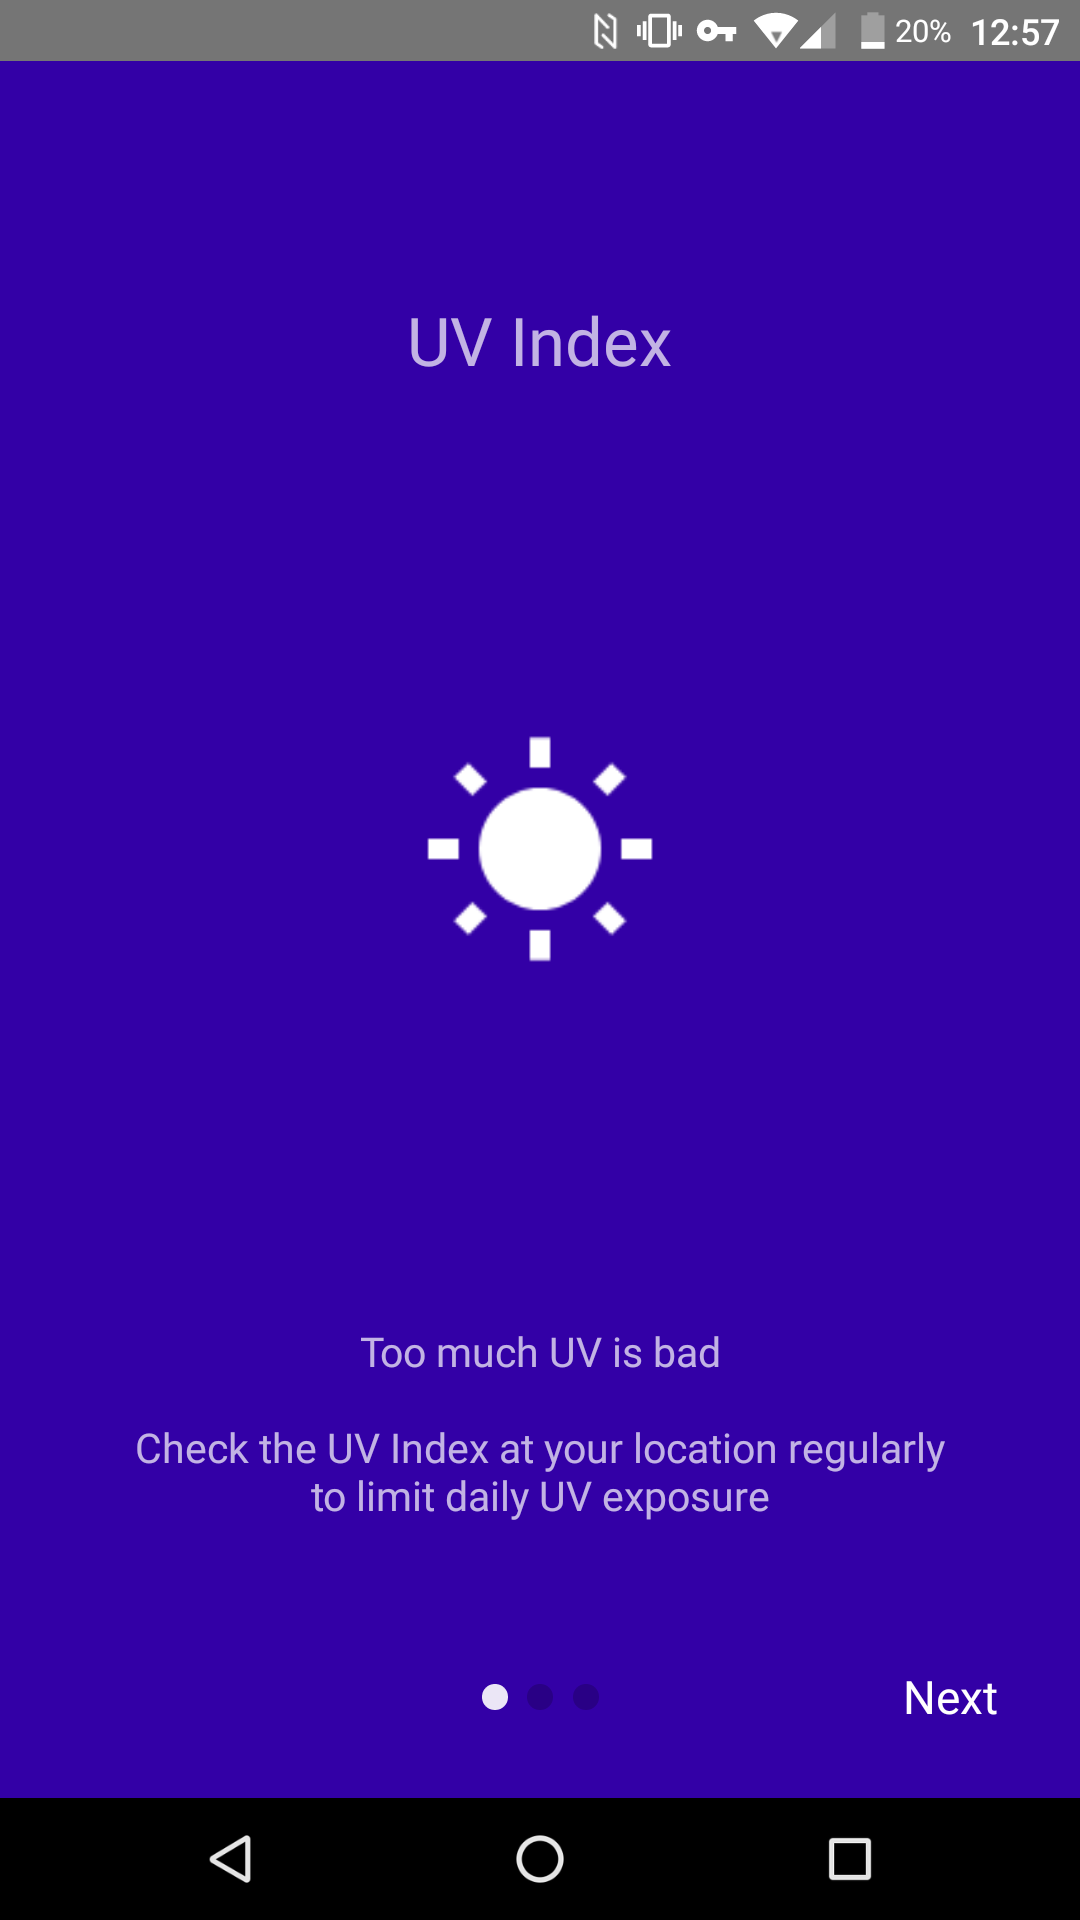 20% 12:57
UV Index
Too much UV is bad
Check the UV Index at your location regularly
to limit daily UV exposure
Next